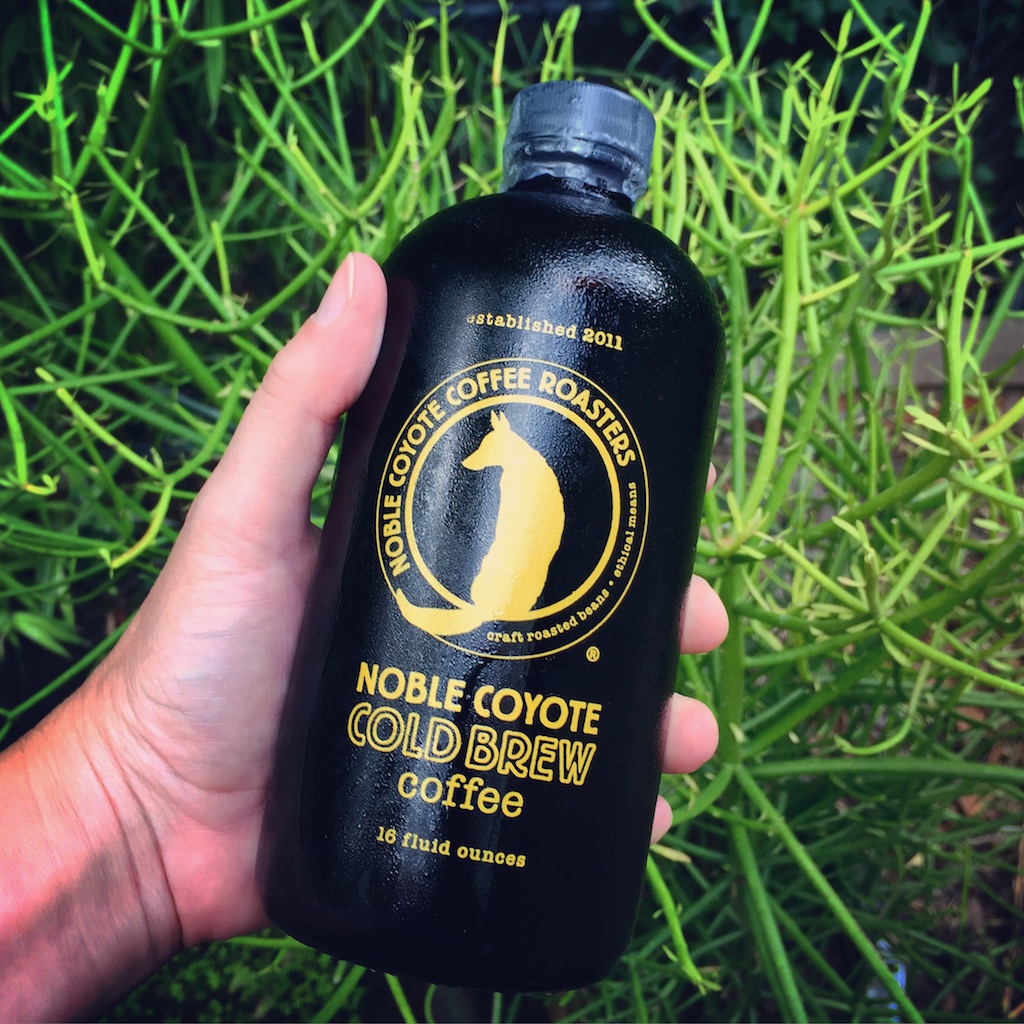 established 2011
NOBLE COYOTE COFFEE ROASTERS
craft roasted beans • ethical means
®
NOBLE COYOTE
COLD BREW
coffee
16 fluid ounces